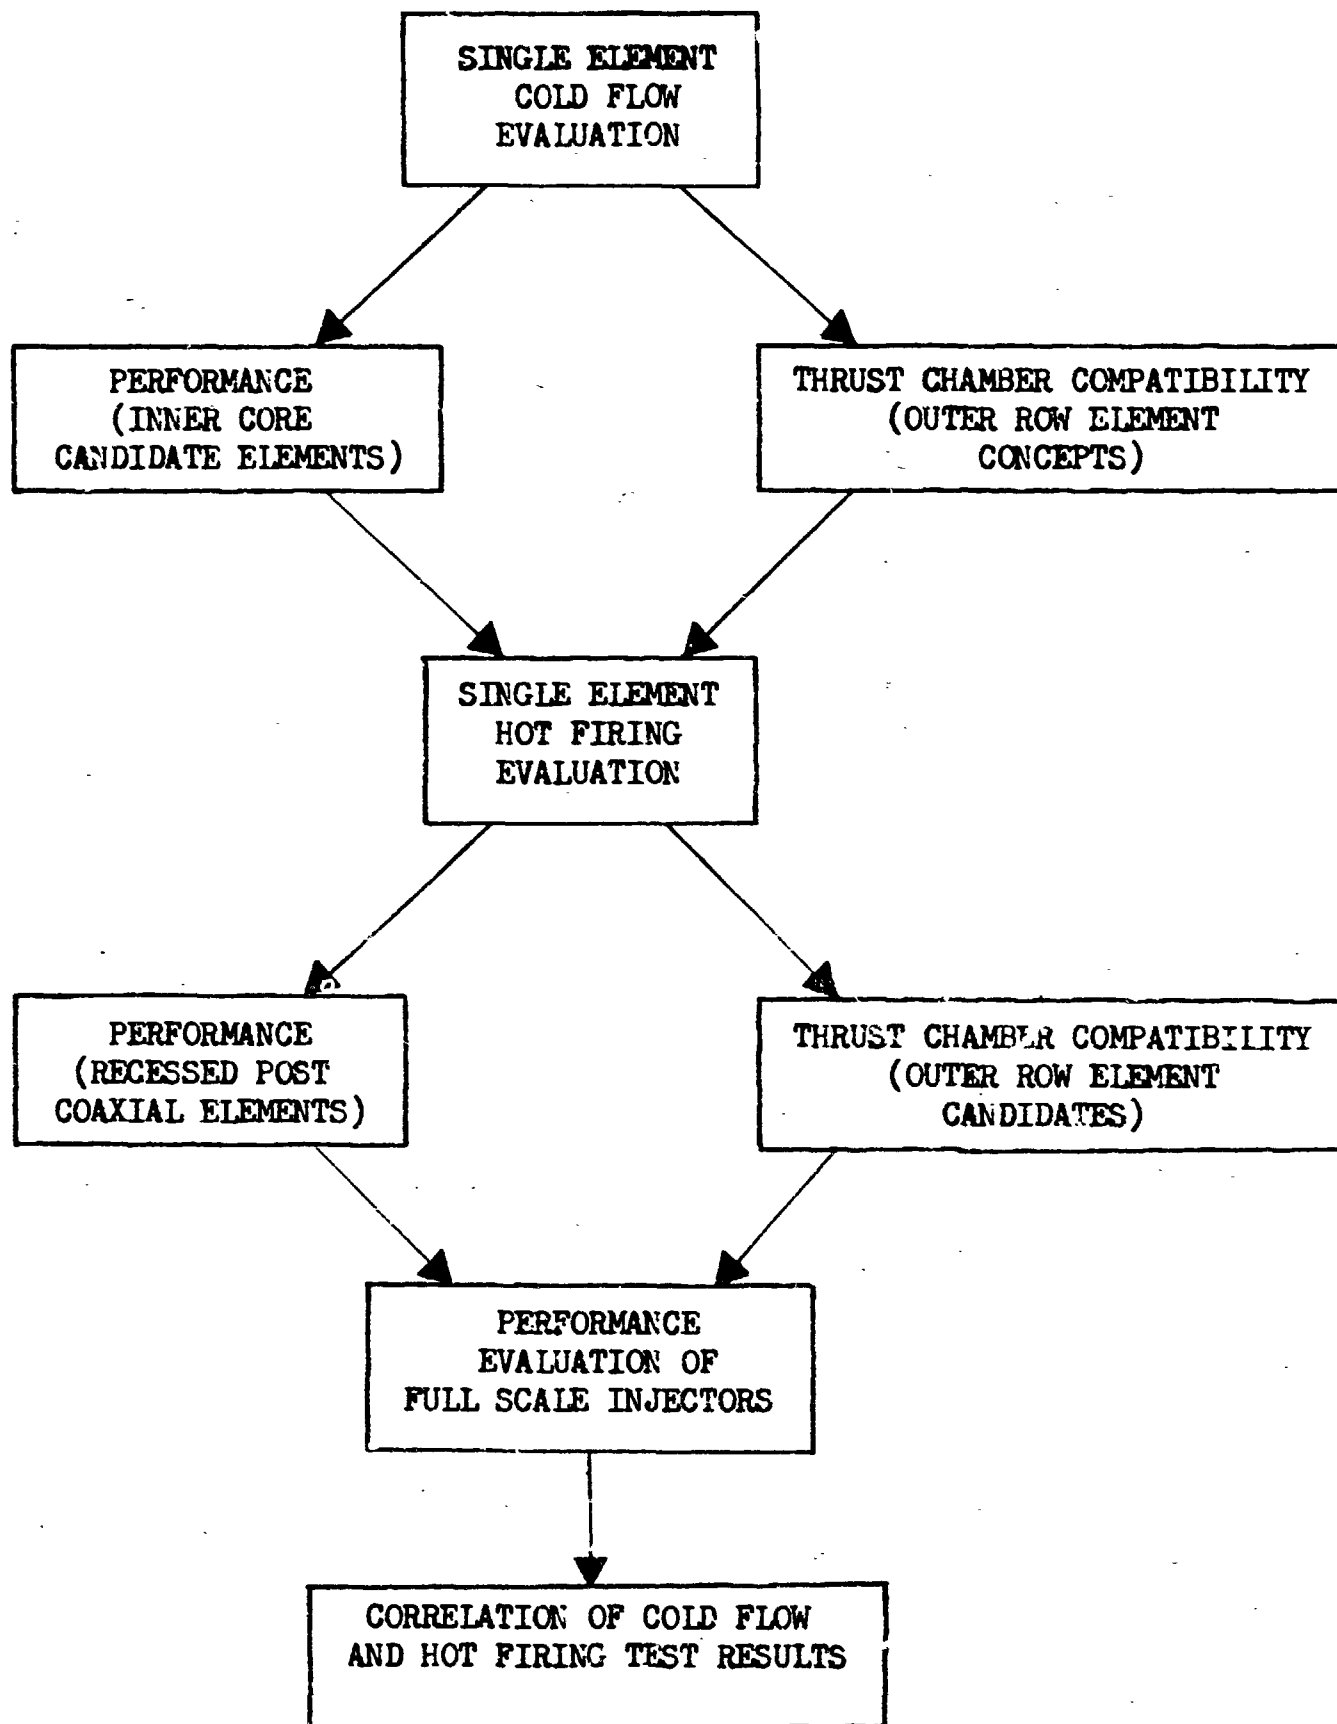 SINGLE ELEMENT
COLD FLOW
EVALUATION
PERFORMANCE
(INNER CORE
CANDIDATE ELEMENTS)
THRUST CHAMBER COMPATIBILITY
(OUTER ROW ELEMENT
CONCEPTS)
SINGLE ELEMENT
HOT FIRING
EVALUATION
PERFORMANCE
(RECESSED POST
COAXIAL ELEMENTS)
THRUST CHAMBER COMPATIBILITY
(OUTER ROW ELEMENT
CANDIDATES)
PERFORMANCE
EVALUATION OF
FULL SCALE INJECTORS
CORRELATION OF COLD FLOW
AND HOT FIRING TEST RESULTS